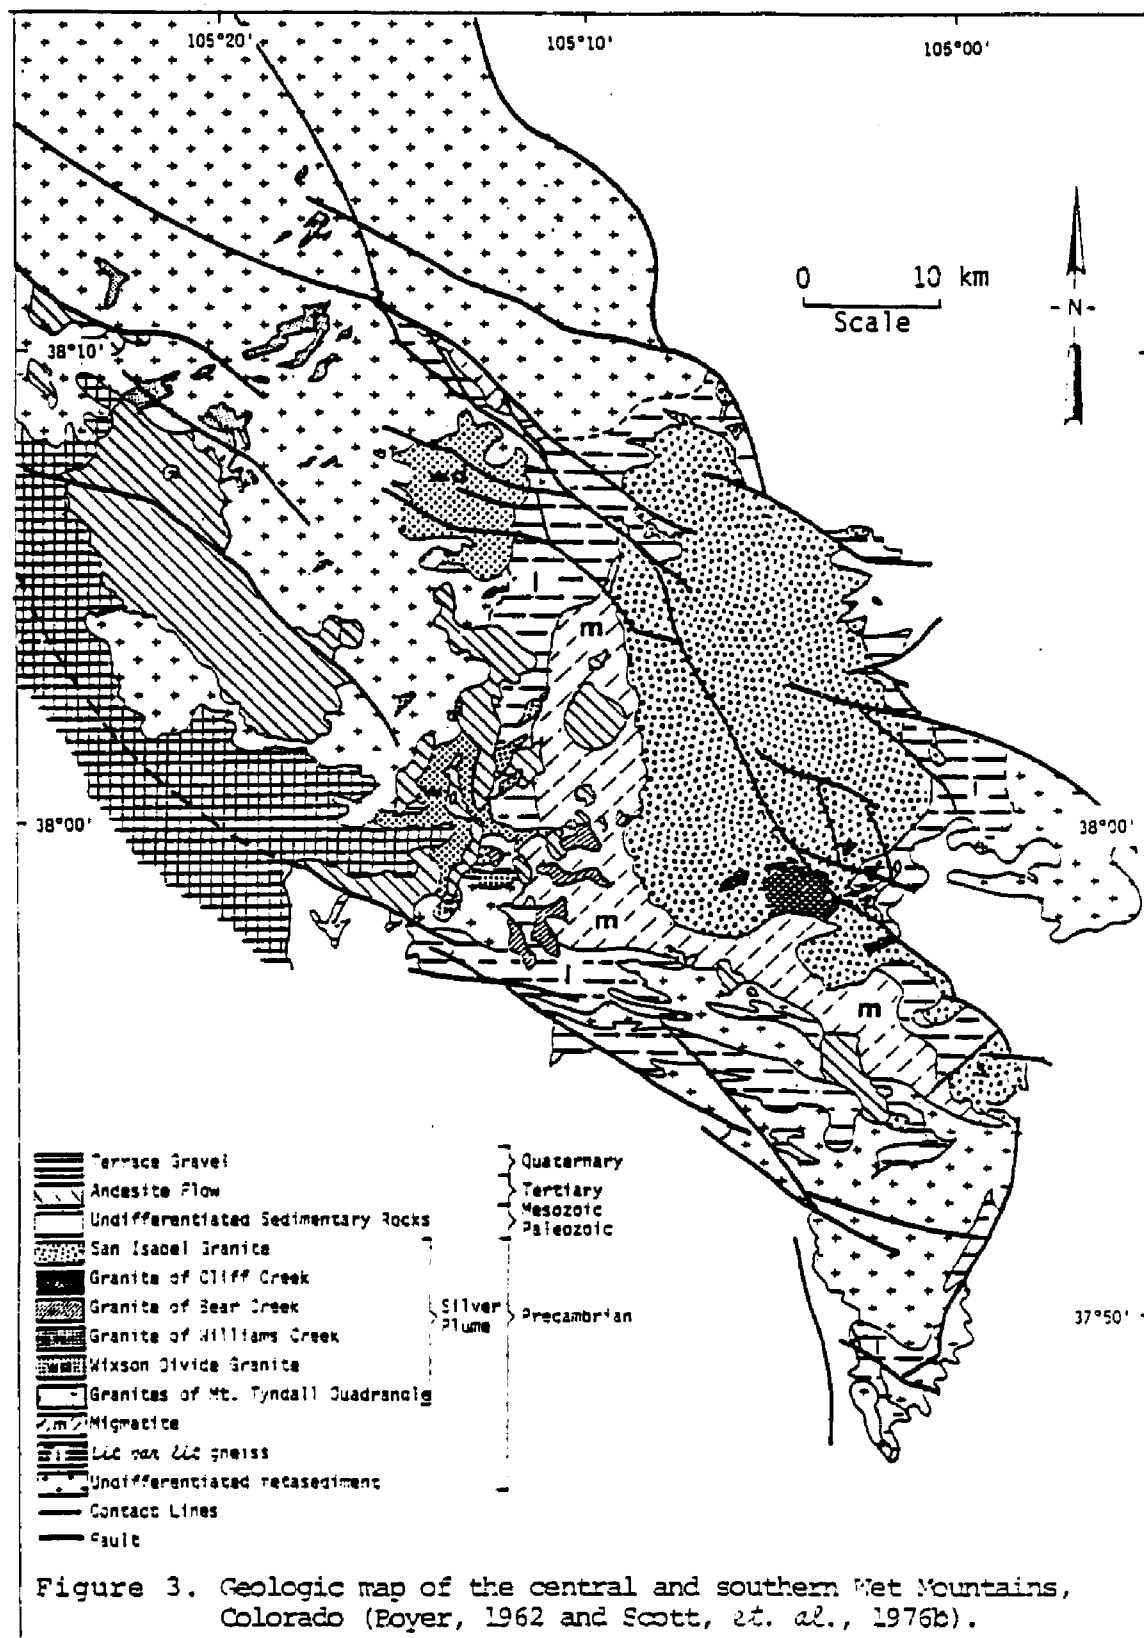 105°20'
105°10'
105°00'
0 10 km
Scale
-N-
38°10'
m
38°00'
38°00'
m
l
m
Terrace Gravel
Quaternary
Andesite Flow
Tertiary
Undifferentiated Sedimentary Rocks
Mesozoic
Paleozoic
San Isabel Granite
Granite of Cliff Creek
Granite of Bear Creek
Silver Plume
Precambrian
Granite of Williams Creek
Wixson Divide Granite
Granites of Mt. Tyndall Quadrangle
m Migmatite
Lit par lit gneiss
Undifferentiated metasediment
Contact Lines
Fault
37°50'
Figure 3. Geologic map of the central and southern Wet Mountains,
Colorado (Boyer, 1962 and Scott, et. al., 1976b).